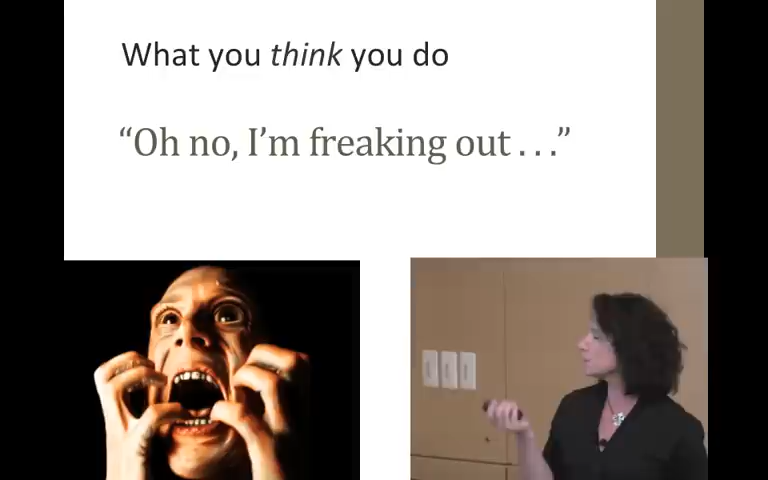 What you think you do
“Oh no, I’m freaking out . . .”